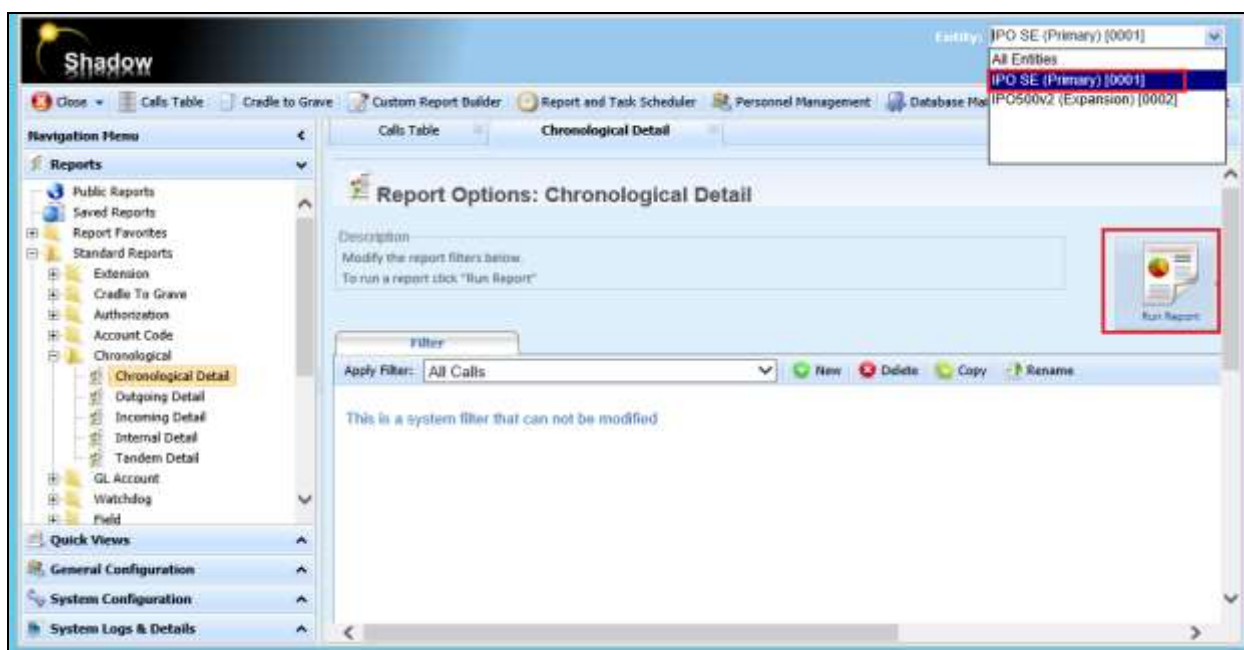 Shadow
Entity: IPO SE (Primary) [0001]
All Entities
IPO SE (Primary) [0001]
IPO500v2 (Expansion) [0002]
Close
Calls Table
Cradle to Grave
Custom Report Builder
Report and Task Scheduler
Personnel Management
Database Ma
Navigation Menu
Calls Table
Chronological Detail
Reports
Public Reports
Saved Reports
Report Favorites
Standard Reports
Extension
Cradle To Grave
Authorization
Account Code
Chronological
Chronological Detail
Outgoing Detail
Incoming Detail
Internal Detail
Tandem Detail
GL Account
Watchdog
Field
Quick Views
General Configuration
System Configuration
System Logs & Details
Report Options: Chronological Detail
Description
Modify the report filters below.
To run a report click "Run Report"
Run Report
Filter
Apply Filter: All Calls
New
Delete
Copy
Rename
This is a system filter that can not be modified